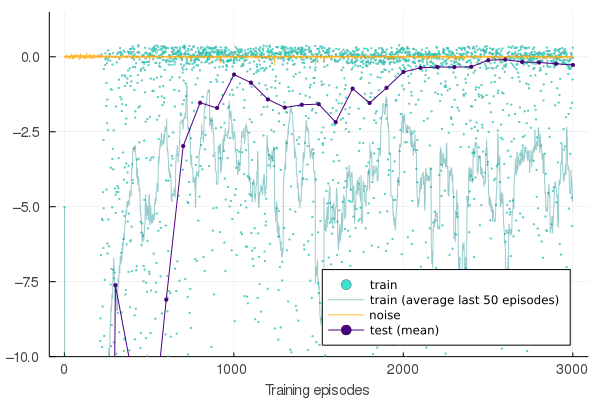 0.0
−2.5
−5.0
−7.5
−10.0
train
train (average last 50 episodes)
noise
test (mean)
0 1000 2000 3000
Training episodes